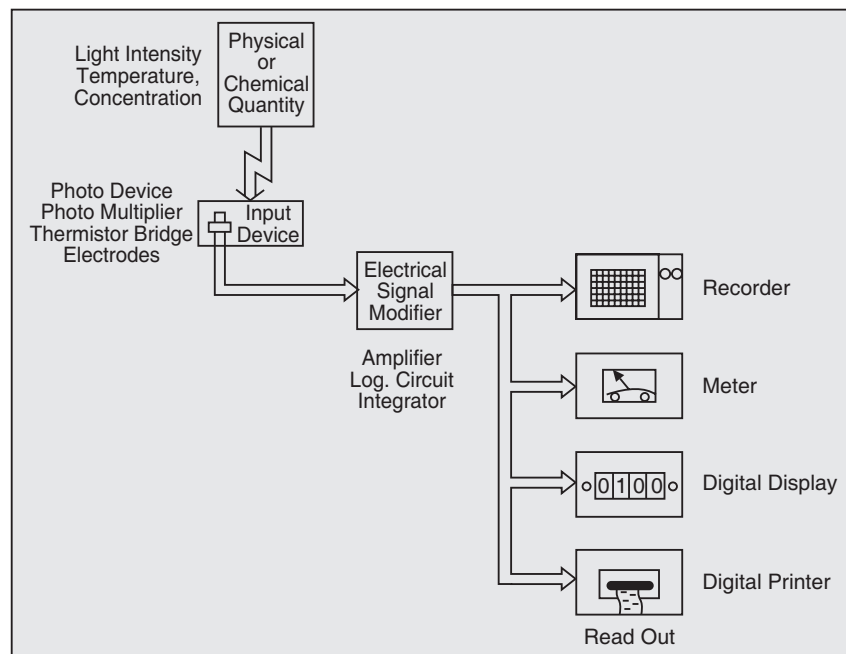 Light Intensity
Temperature,
Concentration
Physical
or
Chemical
Quantity
Photo Device
Photo Multiplier
Thermistor Bridge
Electrodes
Input
Device
Electrical
Signal
Modifier
Amplifier
Log. Circuit
Integrator
Recorder
Meter
0100
Digital Display
Digital Printer
Read Out